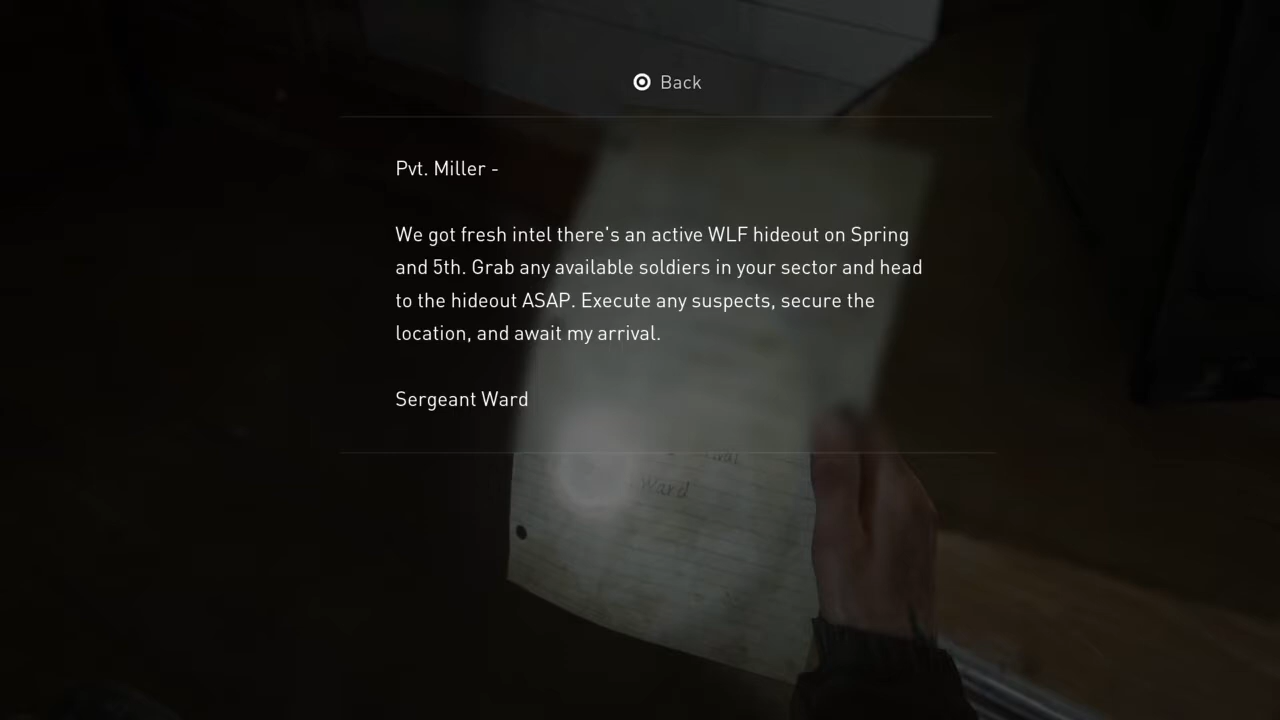 Back
Pvt. Miller -
We got fresh intel there's an active WLF hideout on Spring
and 5th. Grab any available soldiers in your sector and head
to the hideout ASAP. Execute any suspects, secure the
location, and await my arrival.
Sergeant Ward
Ward